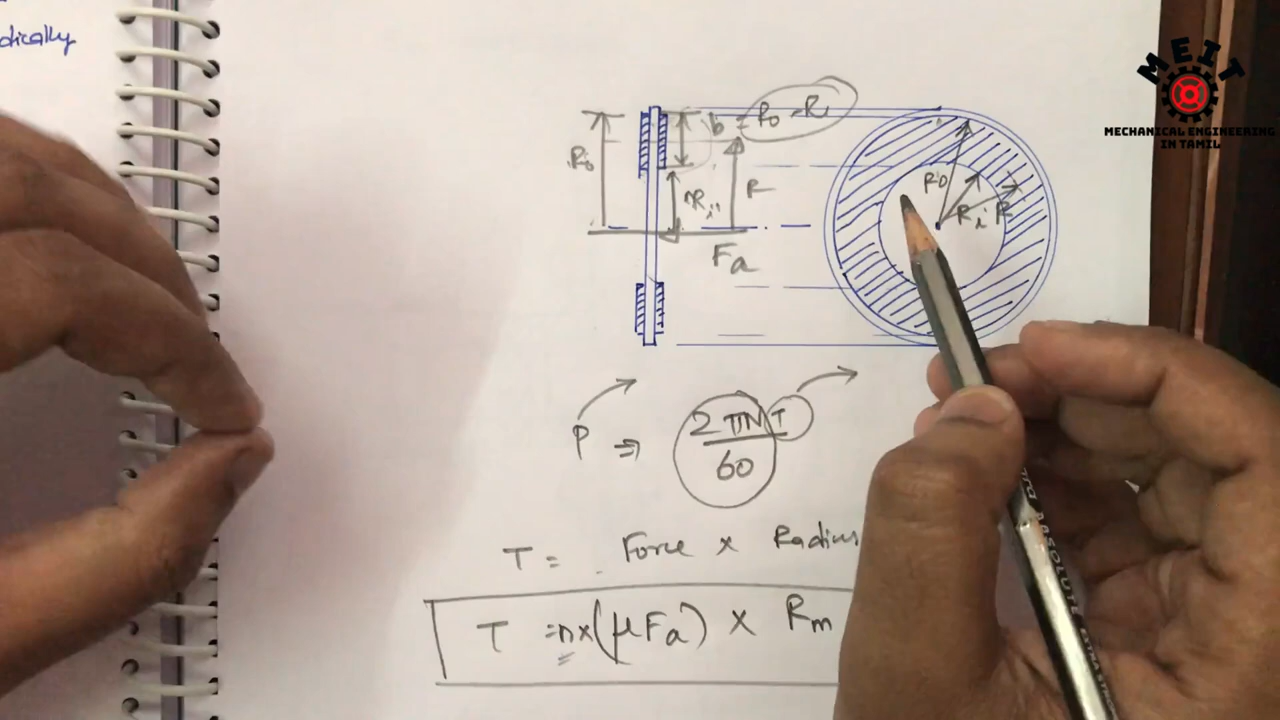 dically
MEIT
MECHANICAL ENGINEERING
IN TAMIL
b = Ro - Ri
Ro
Ri
R
Fa
RO
Ri
R
P ⇒ 2πNT
60
T = Force x Radius
T = n x (μFa) x Rm
ABSOLUTE